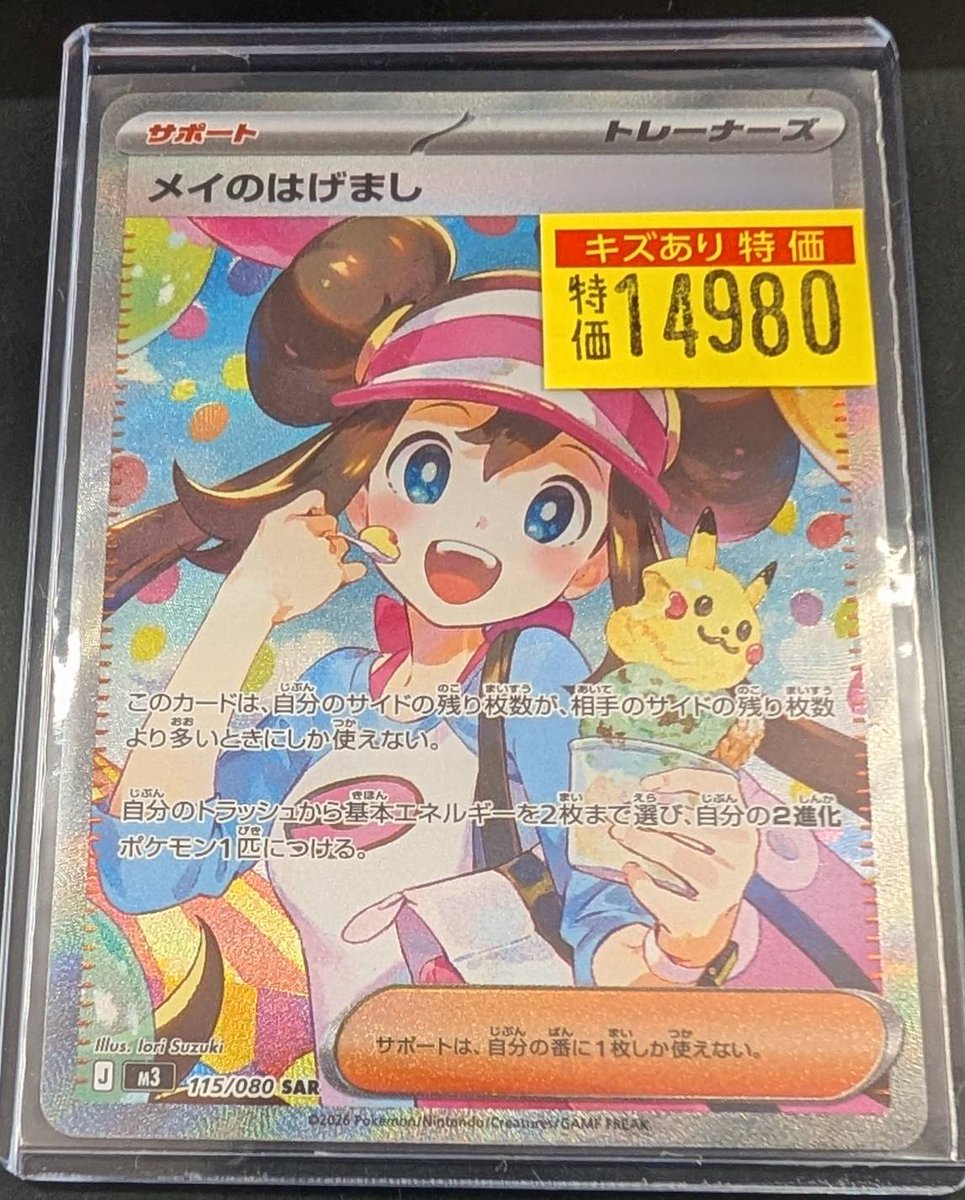 サポート トレーナーズ
メイのはげまし
キズあり特価
特価14980
このカードは、自分のサイドの残り枚数が、相手のサイドの残り枚数
より多いときにしか使えない。
自分のトラッシュから基本エネルギーを2枚まで選び、自分の2進化
ポケモン1匹につける。
サポートは、自分の番に1枚しか使えない。
Illus. Iori Suzuki
J M3 115/080 SAR
©2026 Pokémon/Nintendo/Creatures/GAME FREAK.